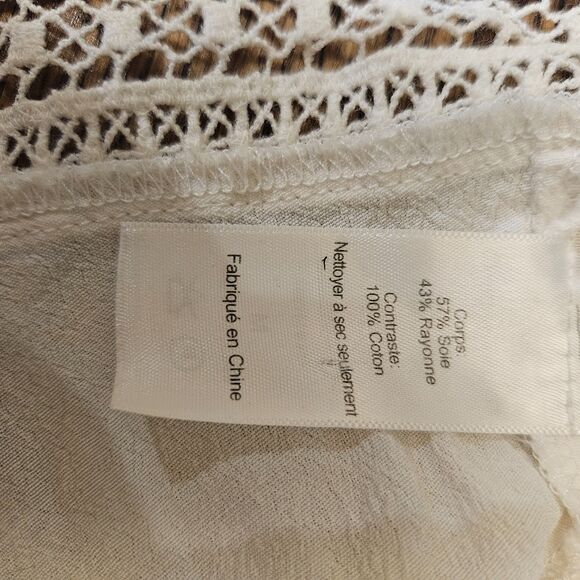 Corps:
57% Soie
43% Rayonne
Contraste:
100% Coton
Nettoyer à sec seulement
Fabriqué en Chine